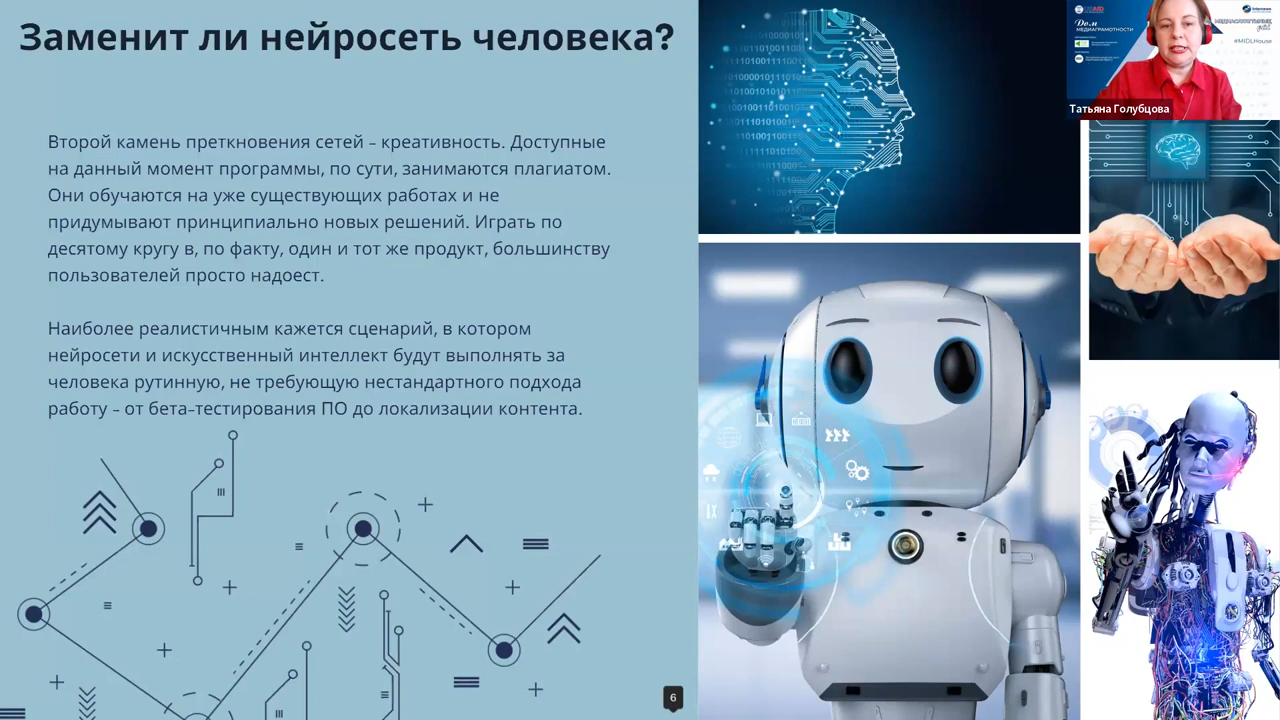 Заменит ли нейросеть человека?
Второй камень преткновения сетей – креативность. Доступные
на данный момент программы, по сути, занимаются плагиатом.
Они обучаются на уже существующих работах и не
придумывают принципиально новых решений. Играть по
десятому кругу в, по факту, один и тот же продукт, большинству
пользователей просто надоест.
Наиболее реалистичным кажется сценарий, в котором
нейросети и искусственный интеллект будут выполнять за
человека рутинную, не требующую нестандартного подхода
работу – от бета-тестирования ПО до локализации контента.
6
USAID
Internews
Дом
МЕДИАГРАМОТНОСТИ
#MIDLHouse
Татьяна Голубцова